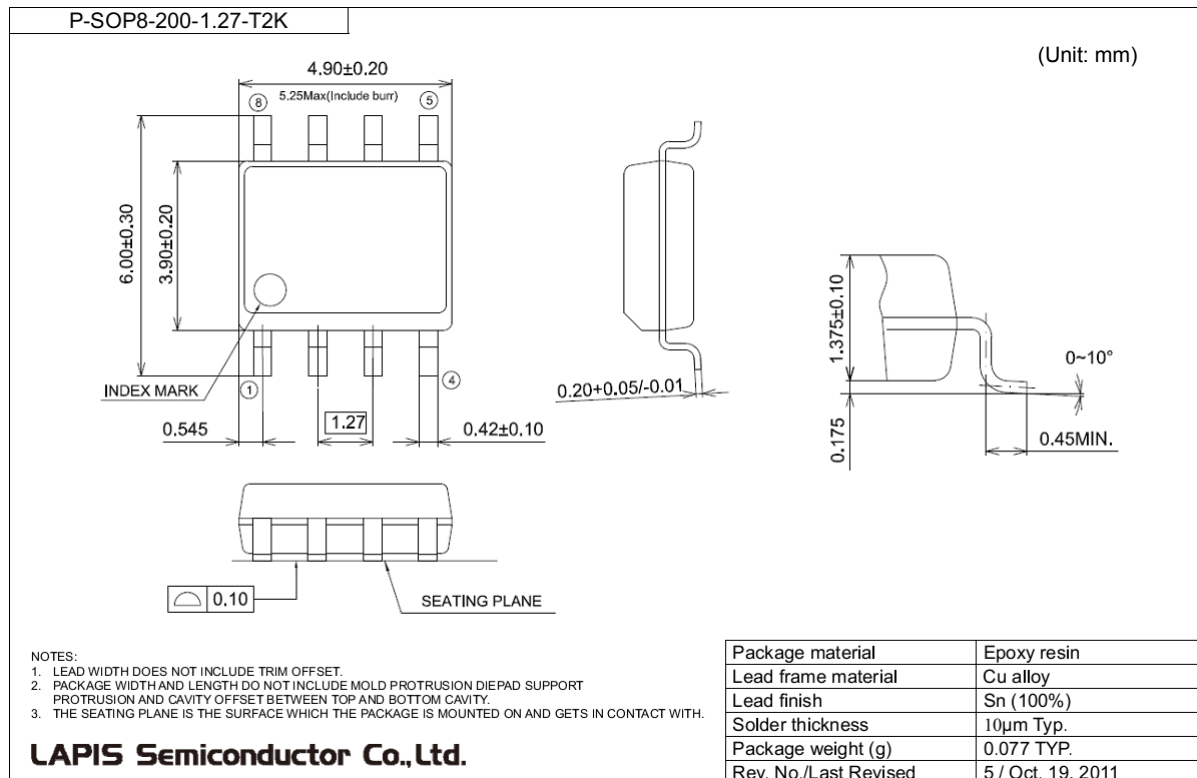 P-SOP8-200-1.27-T2K
(Unit: mm)
4.90±0.20
5.25Max(Include burr)
8
5
6.00±0.30
3.90±0.20
INDEX MARK
1
4
0.545
1.27
0.42±0.10
0.20+0.05/-0.01
1.375±0.10
0.175
0~10°
0.45MIN.
0.10
SEATING PLANE
NOTES:
1. LEAD WIDTH DOES NOT INCLUDE TRIM OFFSET.
2. PACKAGE WIDTH AND LENGTH DO NOT INCLUDE MOLD PROTRUSION DIEPAD SUPPORT
PROTRUSION AND CAVITY OFFSET BETWEEN TOP AND BOTTOM CAVITY.
3. THE SEATING PLANE IS THE SURFACE WHICH THE PACKAGE IS MOUNTED ON AND GETS IN CONTACT WITH.
LAPIS Semiconductor Co.,Ltd.
Package material Epoxy resin
Lead frame material Cu alloy
Lead finish Sn (100%)
Solder thickness 10μm Typ.
Package weight (g) 0.077 TYP.
Rev. No./Last Revised 5 / Oct. 19, 2011